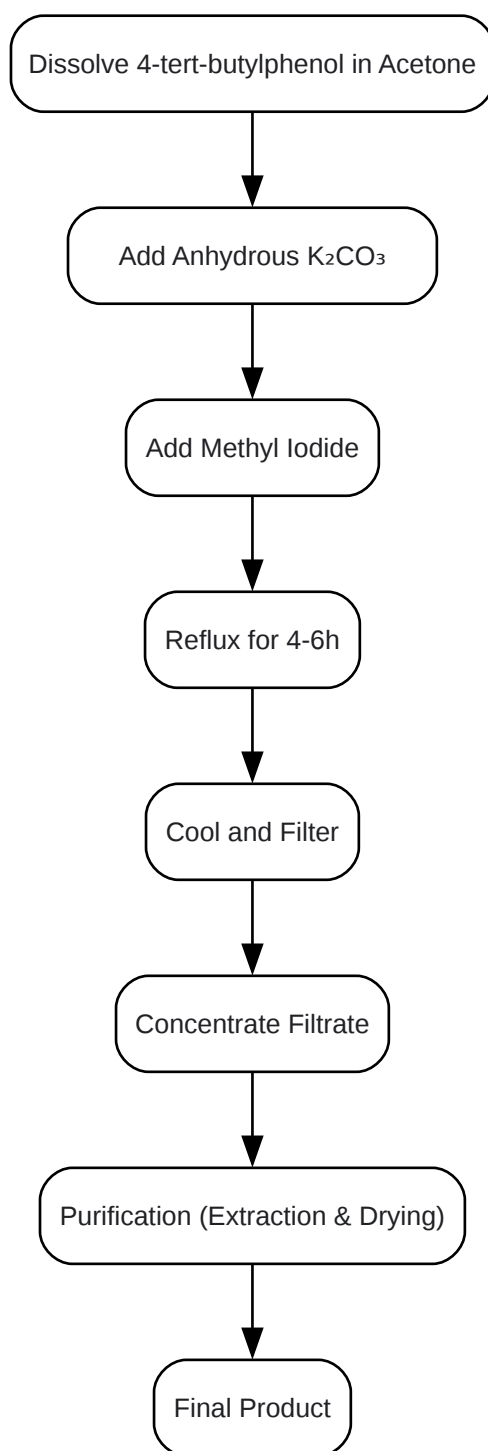 Dissolve 4-tert-butylphenol in Acetone
Add Anhydrous K₂CO₃
Add Methyl Iodide
Reflux for 4-6h
Cool and Filter
Concentrate Filtrate
Purification (Extraction & Drying)
Final Product